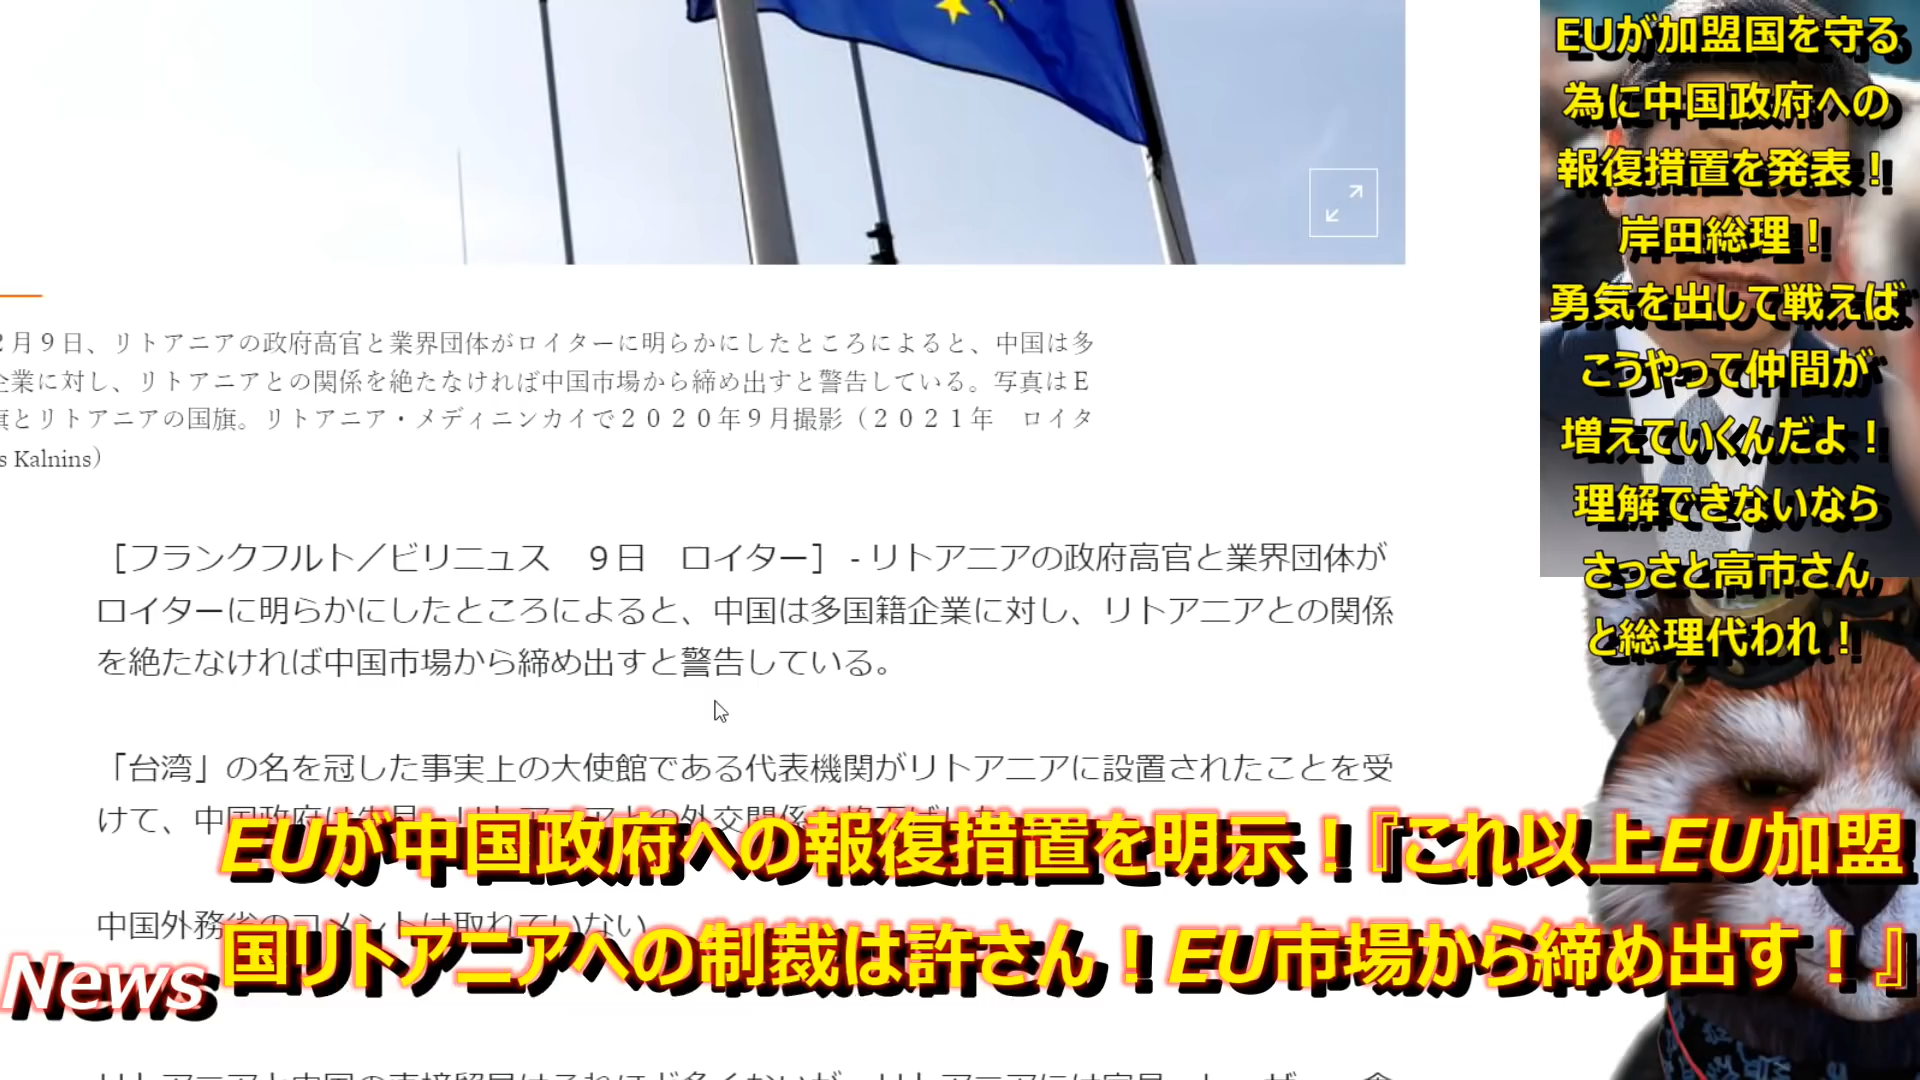 EUが加盟国を守る
為に中国政府への
報復措置を発表！
岸田総理！
勇気を出して戦えば
こうやって仲間が
増えていくんだよ！
理解できないなら
さっさと高市さん
と総理代われ！
２月９日、リトアニアの政府高官と業界団体がロイターに明らかにしたところによると、中国は多
企業に対し、リトアニアとの関係を絶たなければ中国市場から締め出すと警告している。写真はＥ
旗とリトアニアの国旗。リトアニア・メディニンカイで２０２０年９月撮影（２０２１年　ロイタ
s Kalnins）
［フランクフルト／ビリニュス　９日　ロイター］ - リトアニアの政府高官と業界団体が
ロイターに明らかにしたところによると、中国は多国籍企業に対し、リトアニアとの関係
を絶たなければ中国市場から締め出すと警告している。
「台湾」の名を冠した事実上の大使館である代表機関がリトアニアに設置されたことを受
けて、中国政府は先月、リトアニアとの外交関係を格下げした。
EUが中国政府への報復措置を明示！『これ以上EU加盟
中国外務省のコメントは取れていない
国リトアニアへの制裁は許さん！EU市場から締め出す！』
News